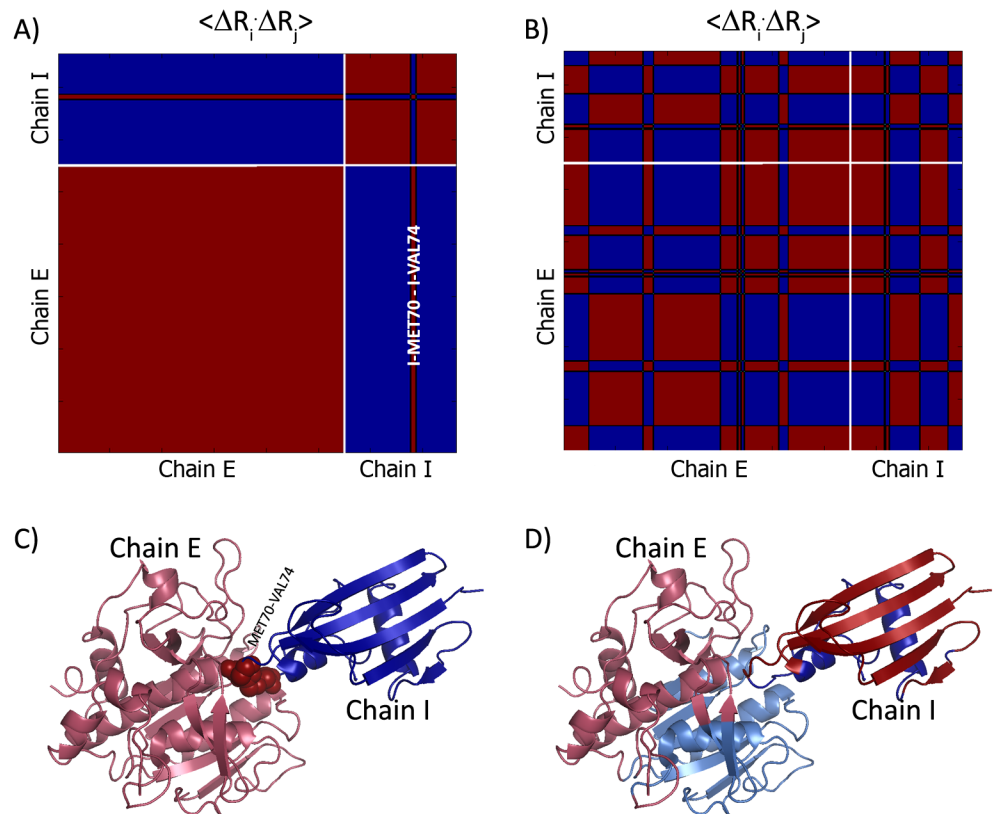 A)
<ΔRi·ΔRj>
Chain I
Chain E
I-MET70 - I-VAL74
Chain E
Chain I
B)
<ΔRi·ΔRj>
Chain I
Chain E
Chain E
Chain I
C)
Chain E
MET70-VAL74
Chain I
D)
Chain E
Chain I